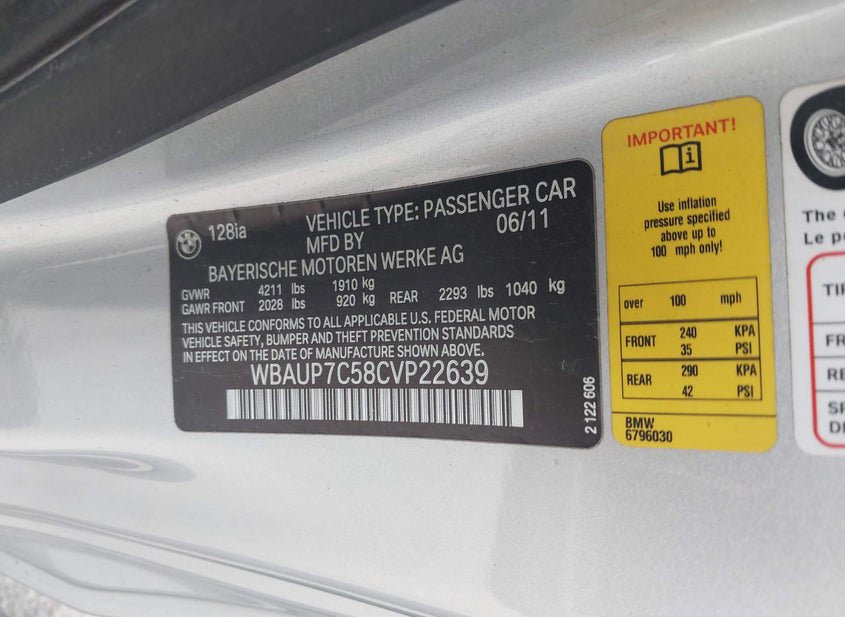 128ia
VEHICLE TYPE: PASSENGER CAR
MFD BY 06/11
BAYERISCHE MOTOREN WERKE AG
GVWR 4211 lbs 1910 kg
GAWR FRONT 2028 lbs 920 kg REAR 2293 lbs 1040 kg
THIS VEHICLE CONFORMS TO ALL APPLICABLE U.S. FEDERAL MOTOR
VEHICLE SAFETY, BUMPER AND THEFT PREVENTION STANDARDS
IN EFFECT ON THE DATE OF MANUFACTURE SHOWN ABOVE.
WBAUP7C58CVP22639
2 122 606
IMPORTANT!
i
Use inflation
pressure specified
above up to
100 mph only!
over 100 mph
FRONT 240 KPA
35 PSI
REAR 290 KPA
42 PSI
BMW
6796030
The
Le